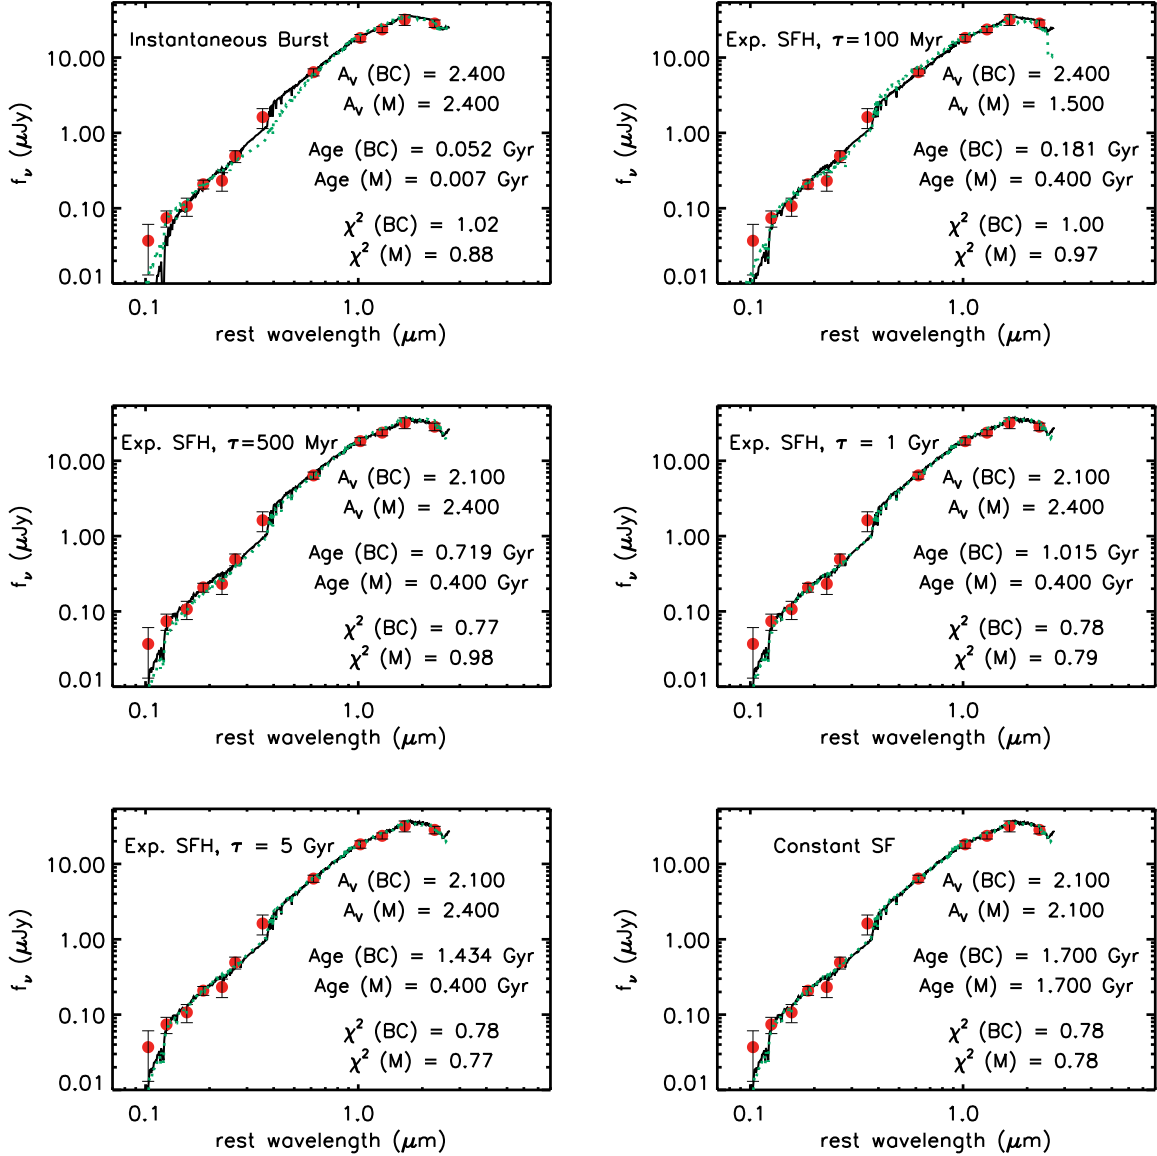 Instantaneous Burst
A_v (BC) = 2.400
A_v (M) = 2.400
Age (BC) = 0.052 Gyr
Age (M) = 0.007 Gyr
χ² (BC) = 1.02
χ² (M) = 0.88
10.00
1.00
0.10
0.01
f_ν (μJy)
0.1
1.0
rest wavelength (μm)
Exp. SFH, τ=100 Myr
A_v (BC) = 2.400
A_v (M) = 1.500
Age (BC) = 0.181 Gyr
Age (M) = 0.400 Gyr
χ² (BC) = 1.00
χ² (M) = 0.97
10.00
1.00
0.10
0.01
f_ν (μJy)
0.1
1.0
rest wavelength (μm)
Exp. SFH, τ=500 Myr
A_v (BC) = 2.100
A_v (M) = 2.400
Age (BC) = 0.719 Gyr
Age (M) = 0.400 Gyr
χ² (BC) = 0.77
χ² (M) = 0.98
10.00
1.00
0.10
0.01
f_ν (μJy)
0.1
1.0
rest wavelength (μm)
Exp. SFH, τ = 1 Gyr
A_v (BC) = 2.100
A_v (M) = 2.400
Age (BC) = 1.015 Gyr
Age (M) = 0.400 Gyr
χ² (BC) = 0.78
χ² (M) = 0.79
10.00
1.00
0.10
0.01
f_ν (μJy)
0.1
1.0
rest wavelength (μm)
Exp. SFH, τ = 5 Gyr
A_v (BC) = 2.100
A_v (M) = 2.400
Age (BC) = 1.434 Gyr
Age (M) = 0.400 Gyr
χ² (BC) = 0.78
χ² (M) = 0.77
10.00
1.00
0.10
0.01
f_ν (μJy)
0.1
1.0
rest wavelength (μm)
Constant SF
A_v (BC) = 2.100
A_v (M) = 2.100
Age (BC) = 1.700 Gyr
Age (M) = 1.700 Gyr
χ² (BC) = 0.78
χ² (M) = 0.78
10.00
1.00
0.10
0.01
f_ν (μJy)
0.1
1.0
rest wavelength (μm)